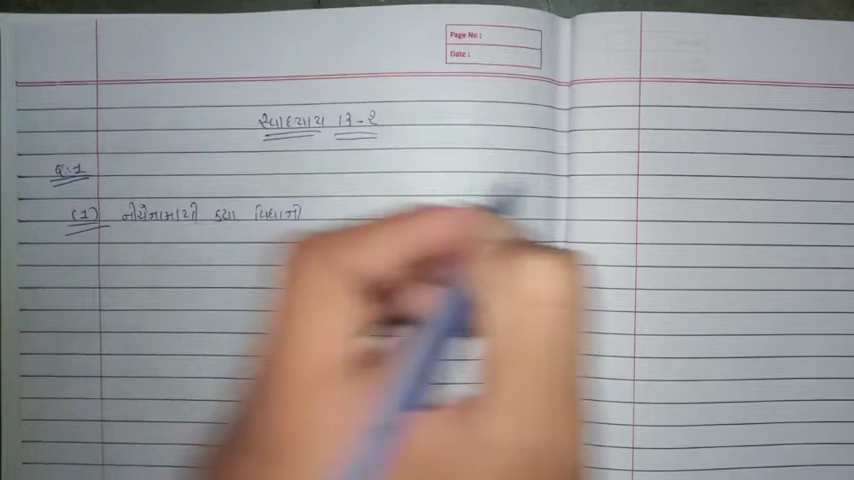 Page No :
Date :
સ્વાધ્યાય 13-2
Q:1
(1) નીચેનામાંથી કયા વિધાનો